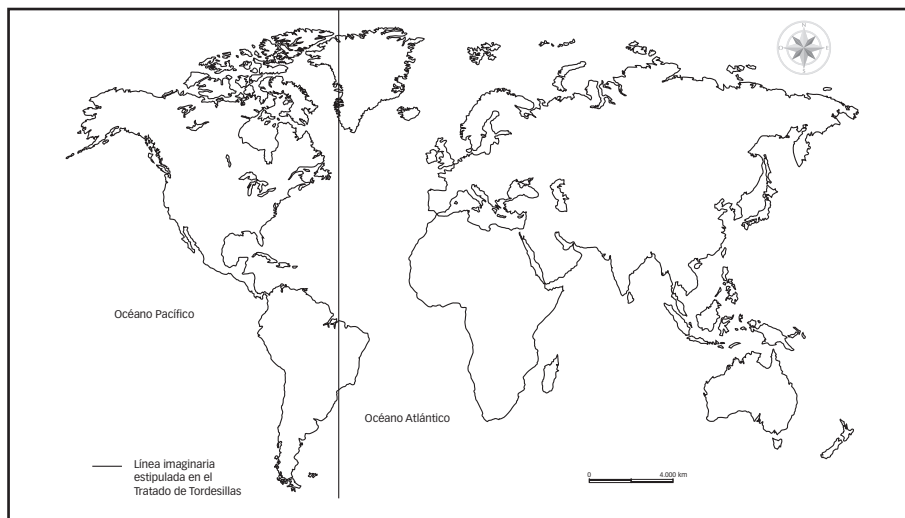 N
O
E
S
Océano Pacífico
Océano Atlántico
Línea imaginaria
estipulada en el
Tratado de Tordesillas
0
4.000 km